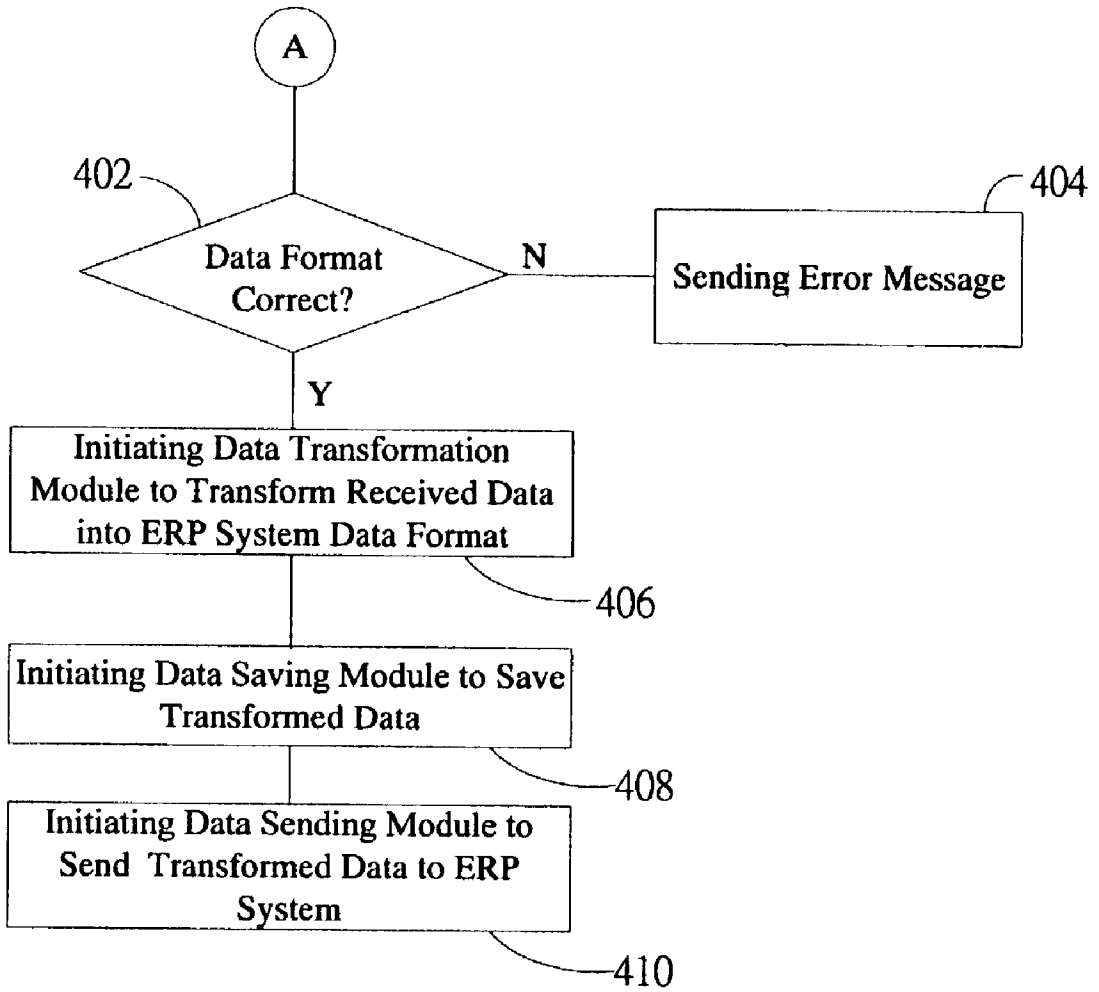 A
402
404
Data Format
Correct?
N
Sending Error Message
Y
Initiating Data Transformation
Module to Transform Received Data
into ERP System Data Format
406
Initiating Data Saving Module to Save
Transformed Data
408
Initiating Data Sending Module to
Send Transformed Data to ERP
System
410